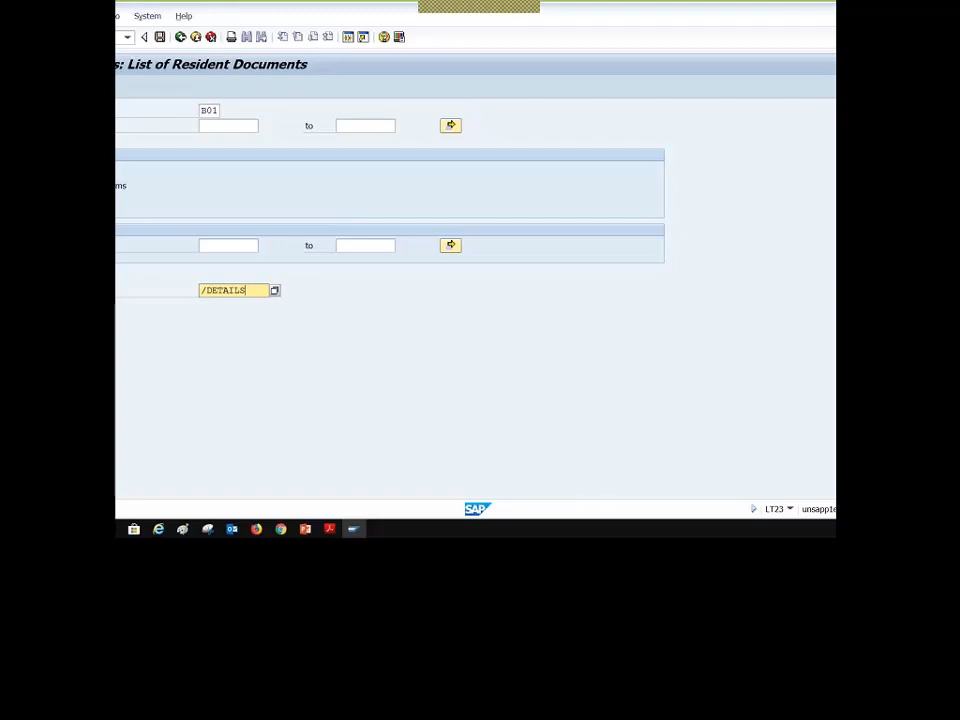 System Help
s: List of Resident Documents
B01
to
ms
to
/DETAILS
SAP
LT23